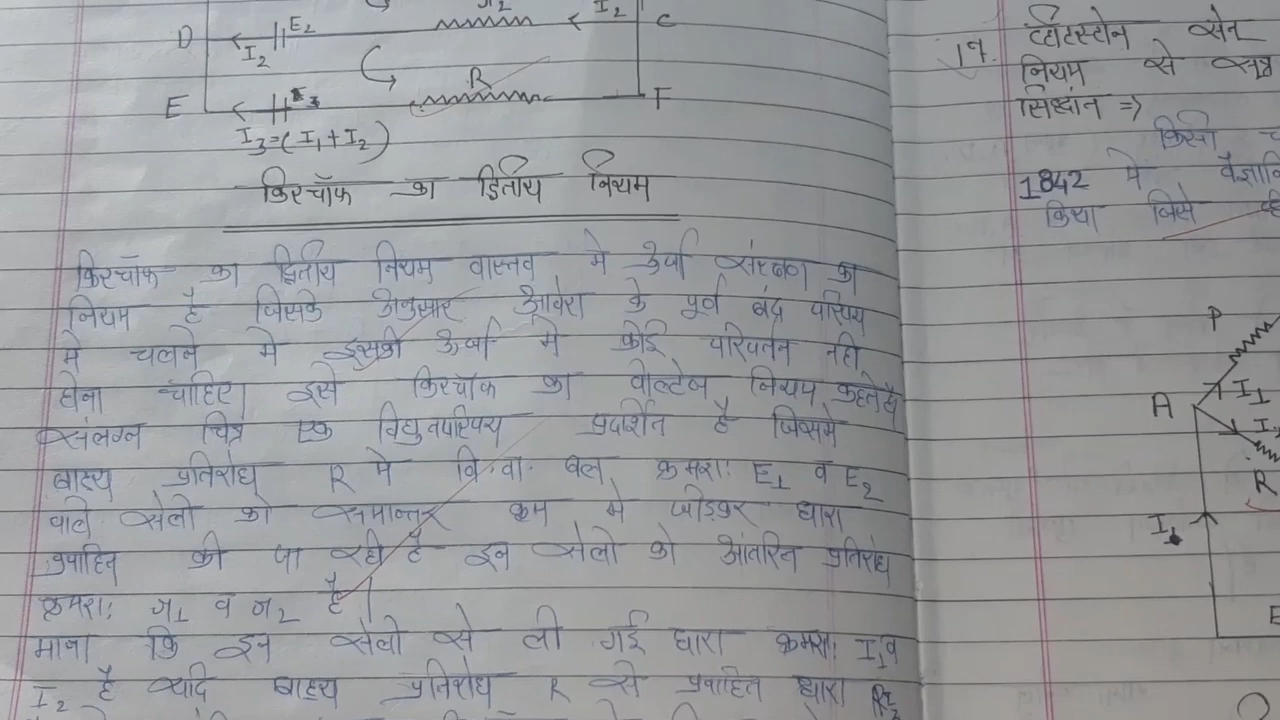 I2
D I2 E2 C
R
E E3 F
I3=(I1+I2)
किरचॉफ का द्वितीय नियम
किरचॉफ का द्वितीय नियम वास्तव मे ऊर्जा संरक्षण का
नियम है जिसके अनुसार आवेश के पूर्ण बंद परिपथ
मे चलने मे इसकी ऊर्जा मे कोई परिवर्तन नही
होना चाहिए इसे किरचॉफ का वोल्टेज नियम कहते है
संलग्न चित्र एक विद्युत परिपथ प्रदर्शित है जिसमे
बाह्य प्रतिरोध R मे वि.वा. बल क्रमशः E1 व E2
वाले सेलो को समान्तर क्रम मे जोड़कर धारा
प्रवाहित की जा रही है इन सेलो को आंतरिक प्रतिरोध
क्रमशः r1 व r2 है।
माना कि इन सेलो से ली गई धारा क्रमशः I1 व
I2 है यदि बाह्य प्रतिरोध R से प्रवाहित धारा
17. व्हीटस्टोन सेतु
नियम से सूत्र
सिध्दांत =>
किसी
1842 मे
किया जिसे
P
A I1
R
I1
E